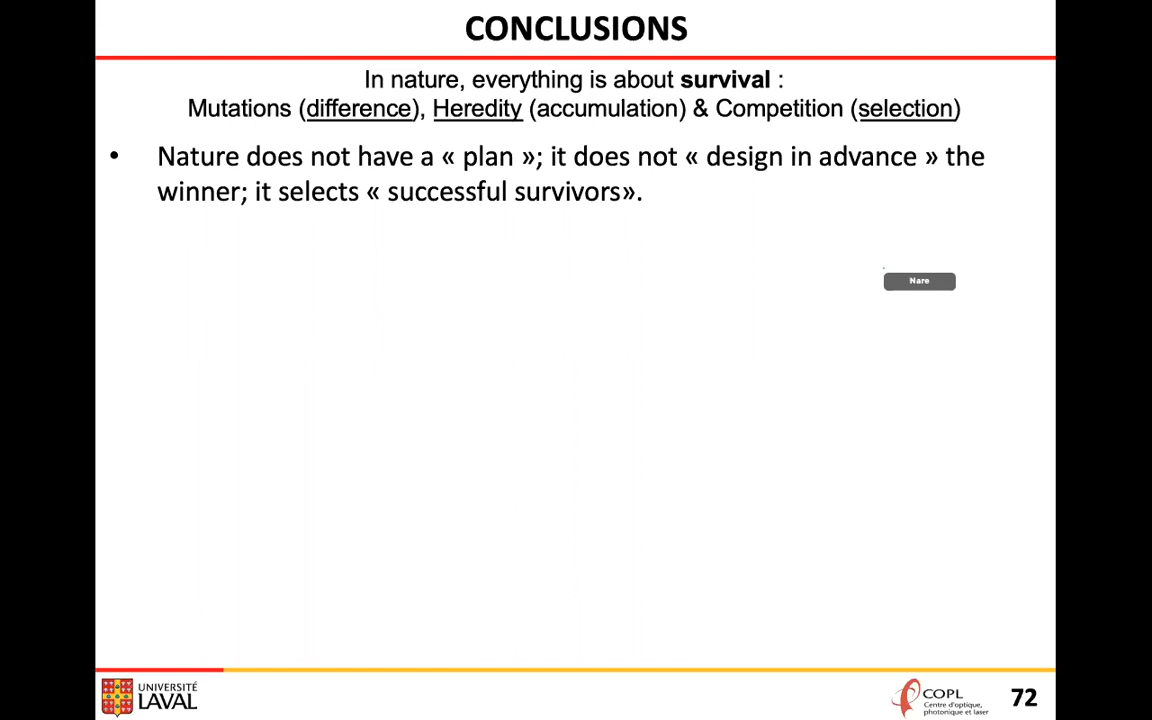 CONCLUSIONS
In nature, everything is about survival :
Mutations (difference), Heredity (accumulation) & Competition (selection)
• Nature does not have a « plan »; it does not « design in advance » the
winner; it selects « successful survivors».
Nare
UNIVERSITÉ
LAVAL
COPL
Centre d'optique,
photonique et laser
72